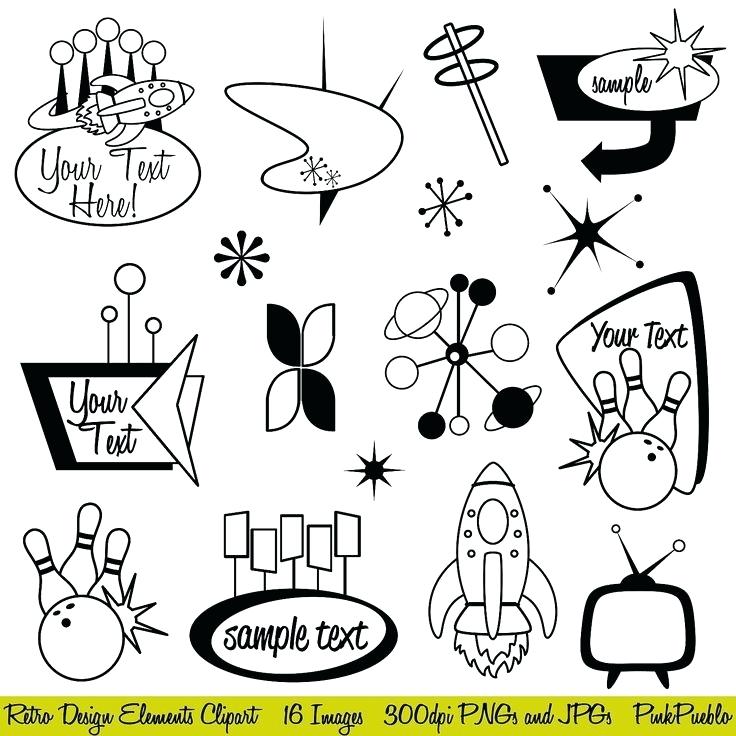 Your Text
Here!
sample
Your Text
Your
Text
sample text
Retro Design Elements Clipart 16 Images 300dpi PNGs and JPGs PinkPueblo